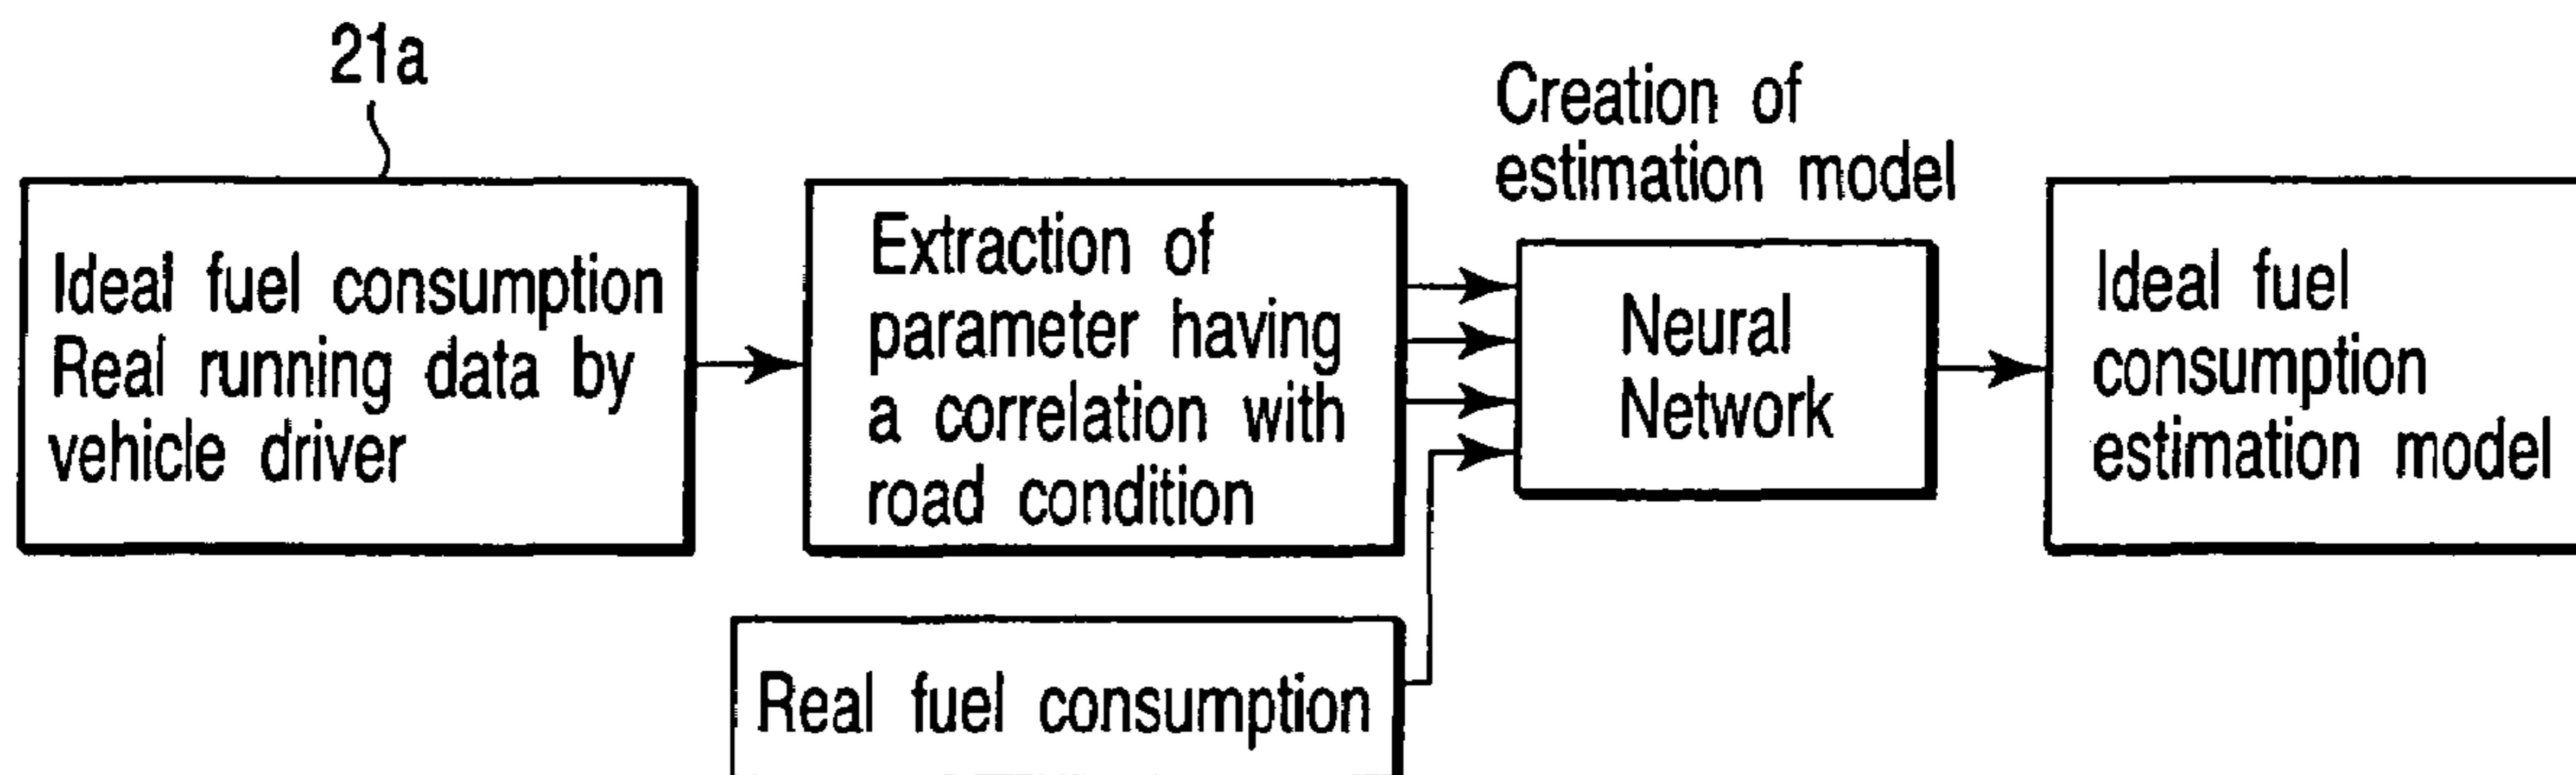 21a
Ideal fuel consumption
Real running data by
vehicle driver
Extraction of
parameter having
a correlation with
road condition
Creation of
estimation model
Neural
Network
Ideal fuel
consumption
estimation model
Real fuel consumption